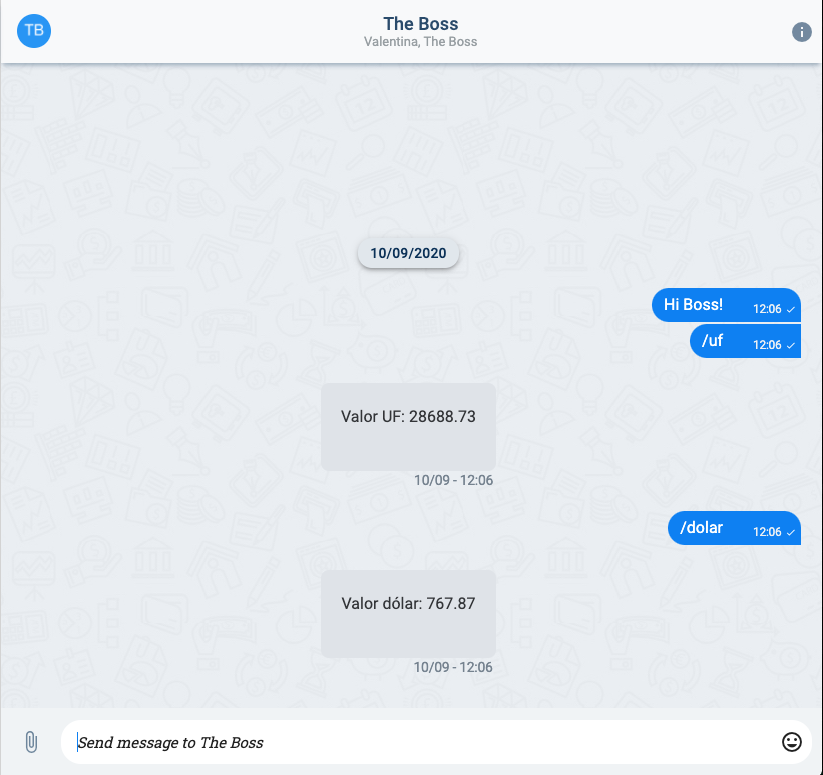 TB
The Boss
Valentina, The Boss
10/09/2020
Hi Boss! 12:06
/uf 12:06
Valor UF: 28688.73
10/09 - 12:06
/dolar 12:06
Valor dólar: 767.87
10/09 - 12:06
Send message to The Boss